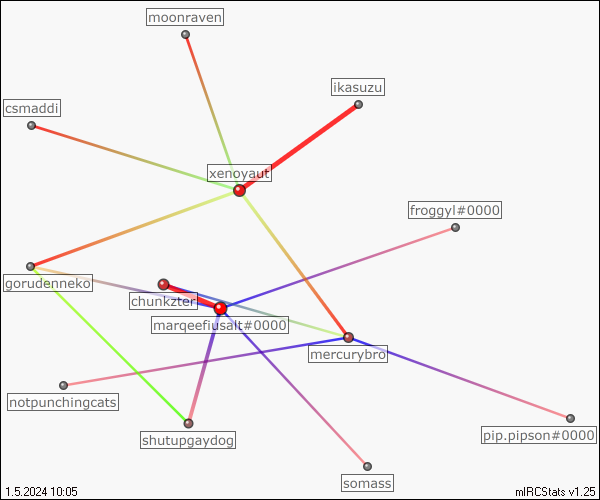 moonraven
ikasuzu
csmaddi
xenoyaut
froggyl#0000
gorudenneko
chunkzter
marqeefiusalt#0000
mercurybro
notpunchingcats
shutupgaydog
pip.pipson#0000
somass
1.5.2024 10:05
mIRCStats v1.25